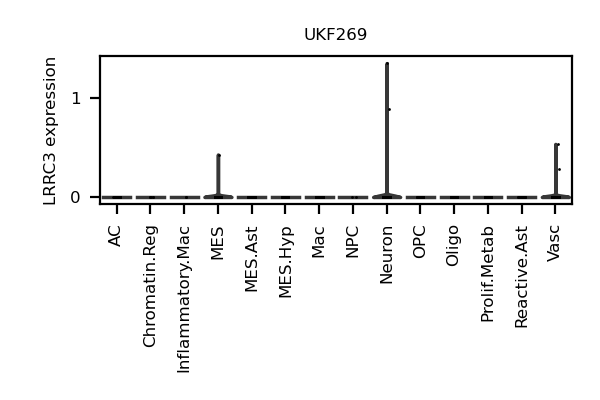 UKF269
LRRC3 expression
1
0
AC
Chromatin.Reg
Inflammatory.Mac
MES
MES.Ast
MES.Hyp
Mac
NPC
Neuron
OPC
Oligo
Prolif.Metab
Reactive.Ast
Vasc